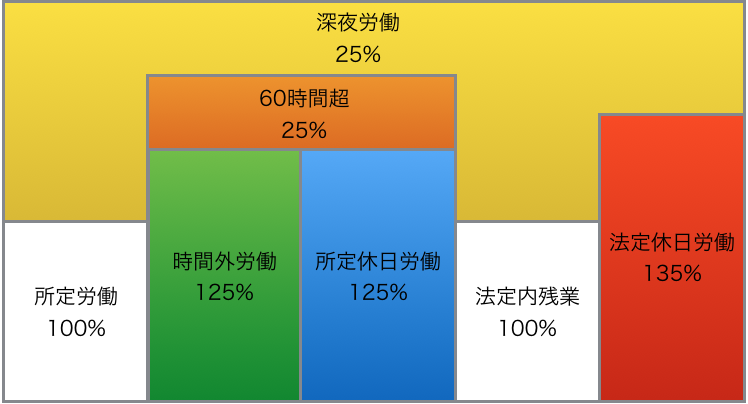 深夜労働
25%
60時間超
25%
時間外労働
125%
所定休日労働
125%
法定休日労働
135%
所定労働
100%
法定内残業
100%